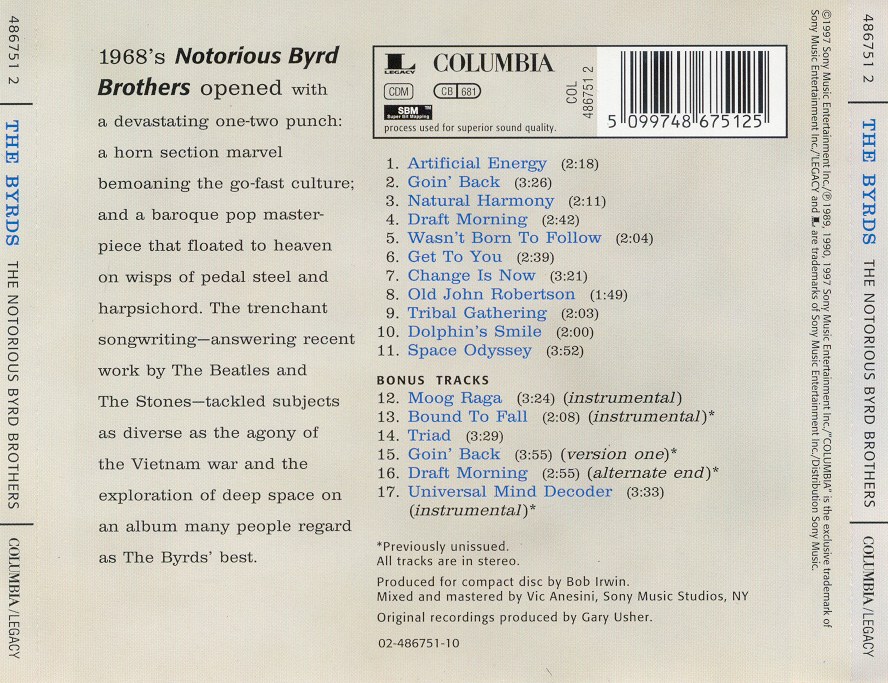 486751 2
THE BYRDS
THE NOTORIOUS BYRD BROTHERS
COLUMBIA/LEGACY
1968's Notorious Byrd
Brothers opened with
a devastating one-two punch:
a horn section marvel
bemoaning the go-fast culture;
and a baroque pop master-
piece that floated to heaven
on wisps of pedal steel and
harpsichord. The trenchant
songwriting—answering recent
work by The Beatles and
The Stones—tackled subjects
as diverse as the agony of
the Vietnam war and the
exploration of deep space on
an album many people regard
as The Byrds' best.
LEGACY
COLUMBIA
CDM
CB 681
SBM™
Super Bit Mapping
process used for superior sound quality.
COL
486751 2
5 099748 675125
1. Artificial Energy (2:18)
2. Goin' Back (3:26)
3. Natural Harmony (2:11)
4. Draft Morning (2:42)
5. Wasn't Born To Follow (2:04)
6. Get To You (2:39)
7. Change Is Now (3:21)
8. Old John Robertson (1:49)
9. Tribal Gathering (2:03)
10. Dolphin's Smile (2:00)
11. Space Odyssey (3:52)
BONUS TRACKS
12. Moog Raga (3:24) (instrumental)
13. Bound To Fall (2:08) (instrumental)*
14. Triad (3:29)
15. Goin' Back (3:55) (version one)*
16. Draft Morning (2:55) (alternate end)*
17. Universal Mind Decoder (3:33)
(instrumental)*
*Previously unissued.
All tracks are in stereo.
Produced for compact disc by Bob Irwin.
Mixed and mastered by Vic Anesini, Sony Music Studios, NY
Original recordings produced by Gary Usher.
02-486751-10
©1997 Sony Music Entertainment Inc./℗1989, 1990, 1997 Sony Music Entertainment Inc./"COLUMBIA" is the exclusive trademark of
Sony Music Entertainment Inc./LEGACY and L are trademarks of Sony Music Entertainment Inc./Distribution Sony Music.
486751 2
THE BYRDS
THE NOTORIOUS BYRD BROTHERS
COLUMBIA/LEGACY